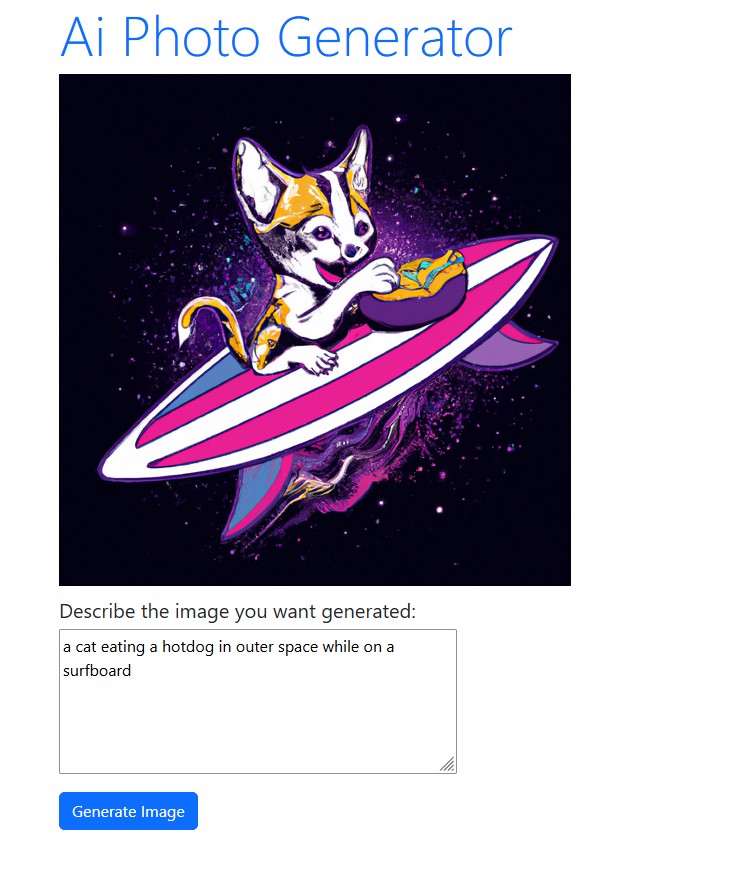 Ai Photo Generator
Describe the image you want generated:
a cat eating a hotdog in outer space while on a
surfboard
Generate Image